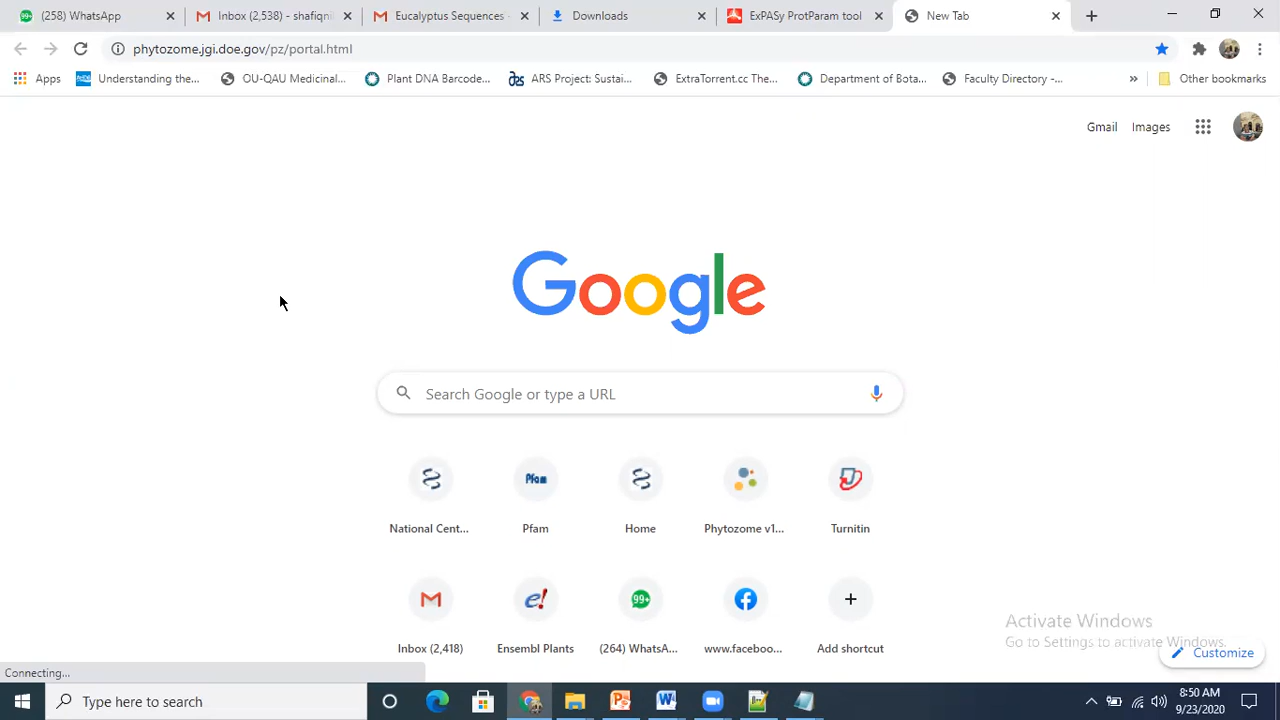 (258) WhatsApp
Inbox (2,538) - shafiqni
Eucalyptus Sequences -
Downloads
ExPASy ProtParam tool
New Tab
phytozome.jgi.doe.gov/pz/portal.html
Apps
Understanding the...
OU-QAU Medicinal...
Plant DNA Barcode...
ARS Project: Sustai...
ExtraTorrent.cc The...
Department of Bota...
Faculty Directory -...
»
Other bookmarks
Gmail
Images
Google
Search Google or type a URL
National Cent...
Pfam
Pfam
Home
Phytozome v1...
Turnitin
e!
99+
Inbox (2,418)
Ensembl Plants
(264) WhatsA...
www.faceboo...
Add shortcut
Activate Windows
Go to Settings to activate Windows.
Customize
Connecting...
Type here to search
8:50 AM
9/23/2020